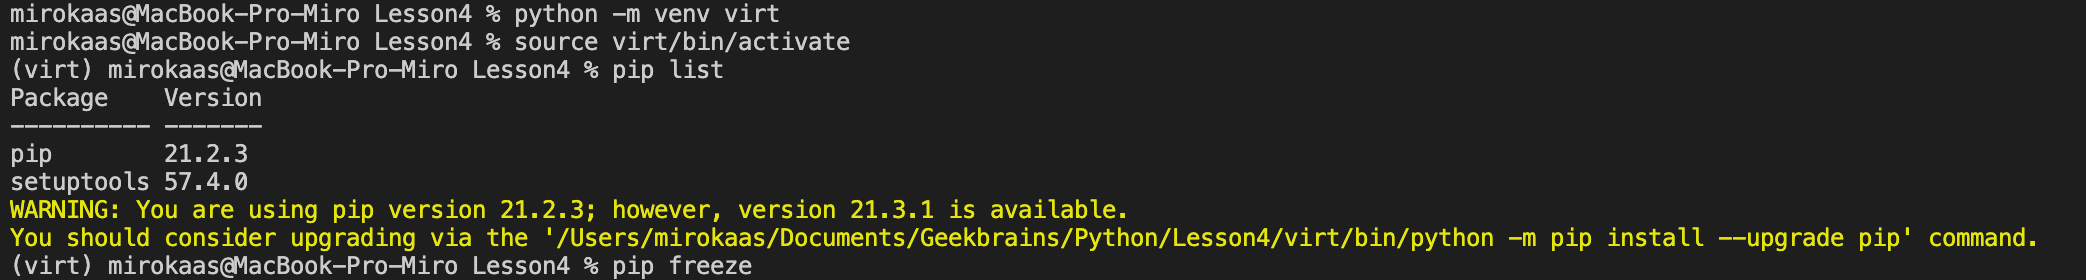 mirokaas@MacBook-Pro-Miro Lesson4 % python -m venv virt
mirokaas@MacBook-Pro-Miro Lesson4 % source virt/bin/activate
(virt) mirokaas@MacBook-Pro-Miro Lesson4 % pip list
Package    Version
---------- -------
pip        21.2.3
setuptools 57.4.0
WARNING: You are using pip version 21.2.3; however, version 21.3.1 is available.
You should consider upgrading via the '/Users/mirokaas/Documents/Geekbrains/Python/Lesson4/virt/bin/python -m pip install --upgrade pip' command.
(virt) mirokaas@MacBook-Pro-Miro Lesson4 % pip freeze